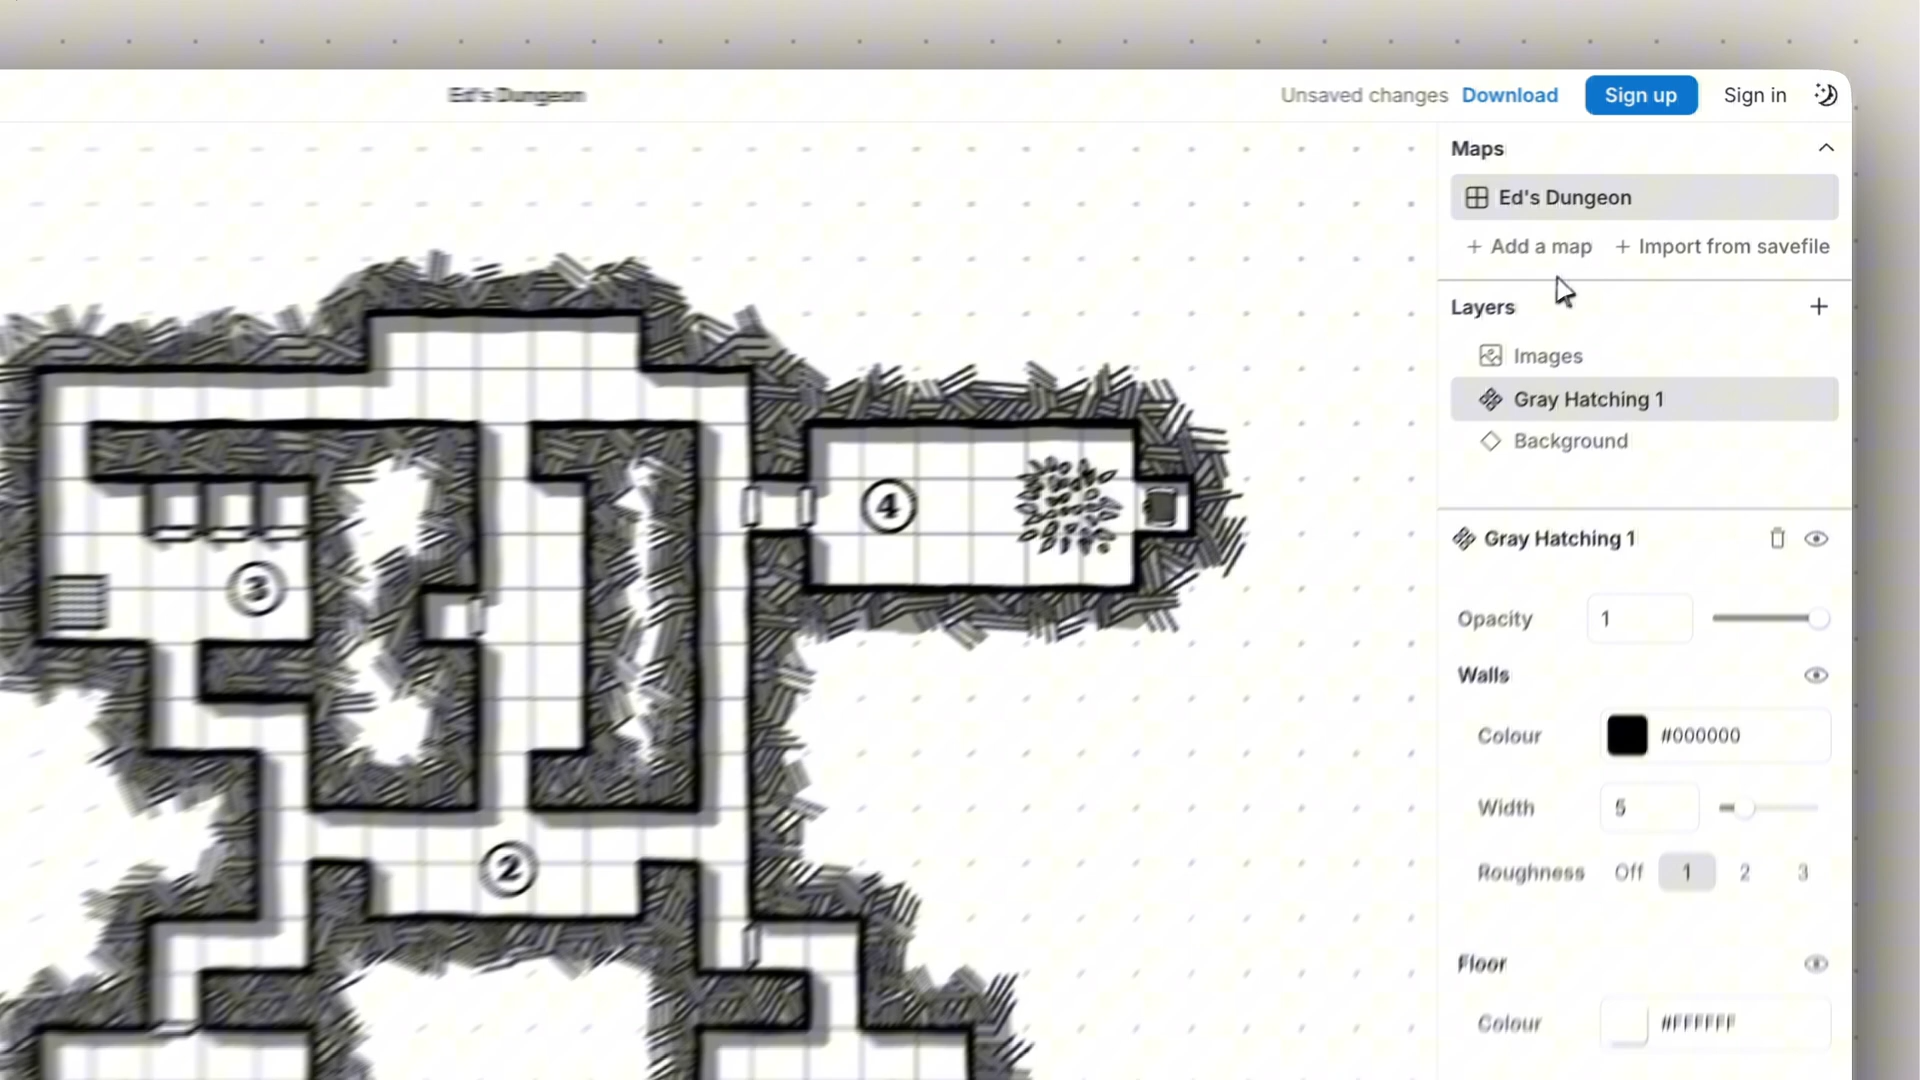 Ed's Dungeon
Unsaved changes Download Sign up Sign in
Maps
Ed's Dungeon
+ Add a map + Import from savefile
Layers +
Images
Gray Hatching 1
Background
Gray Hatching 1
Opacity 1
Walls
Colour #000000
Width 5
Roughness Off 1 2 3
Floor
Colour #FFFFFF
4
3
2